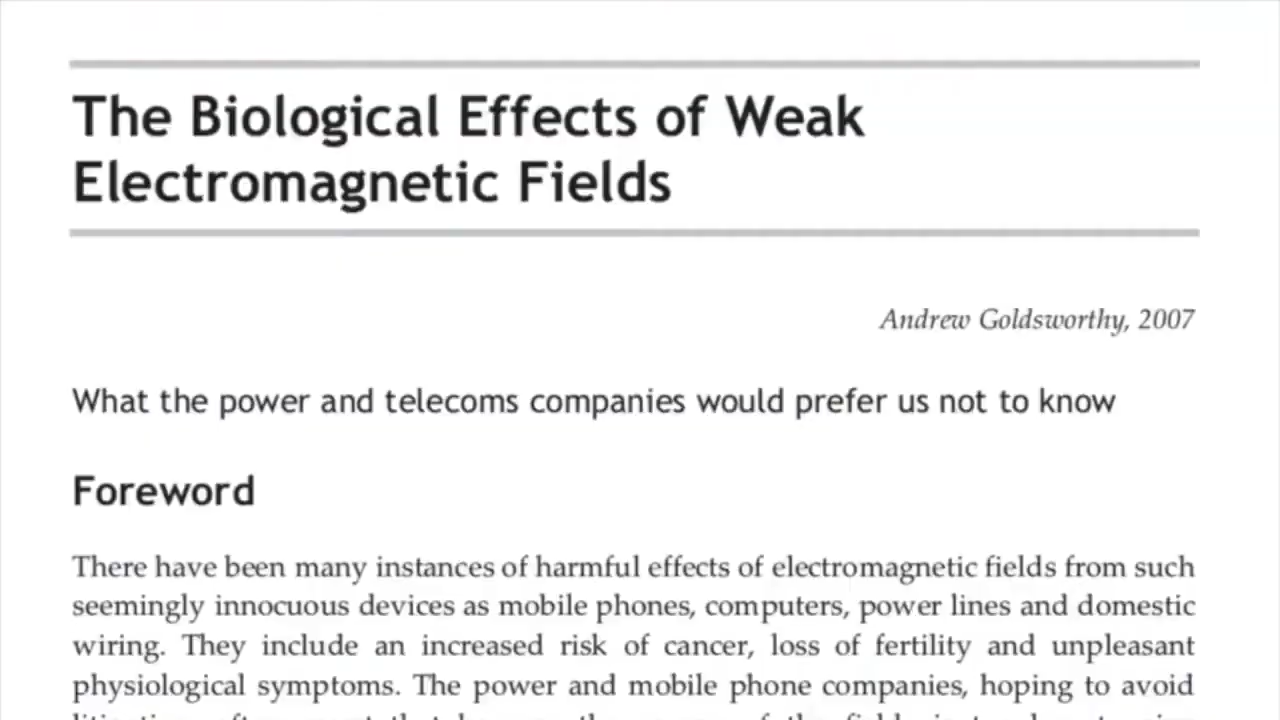 The Biological Effects of Weak
Electromagnetic Fields
Andrew Goldsworthy, 2007
What the power and telecoms companies would prefer us not to know
Foreword
There have been many instances of harmful effects of electromagnetic fields from such
seemingly innocuous devices as mobile phones, computers, power lines and domestic
wiring. They include an increased risk of cancer, loss of fertility and unpleasant
physiological symptoms. The power and mobile phone companies, hoping to avoid